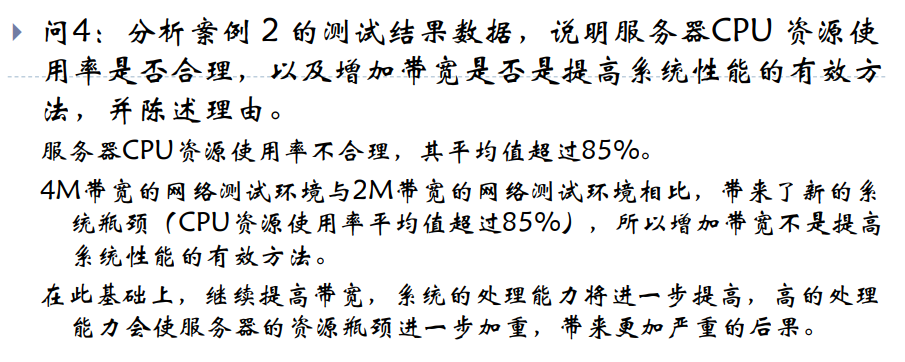 问4：分析案例 2 的测试结果数据，说明服务器CPU 资源使
用率是否合理，以及增加带宽是否是提高系统性能的有效方
法，并陈述理由。
服务器CPU资源使用率不合理，其平均值超过85%。
4M带宽的网络测试环境与2M带宽的网络测试环境相比，带来了新的系
统瓶颈（CPU资源使用率平均值超过85%），所以增加带宽不是提高
系统性能的有效方法。
在此基础上，继续提高带宽，系统的处理能力将进一步提高，高的处理
能力会使服务器的资源瓶颈进一步加重，带来更加严重的后果。